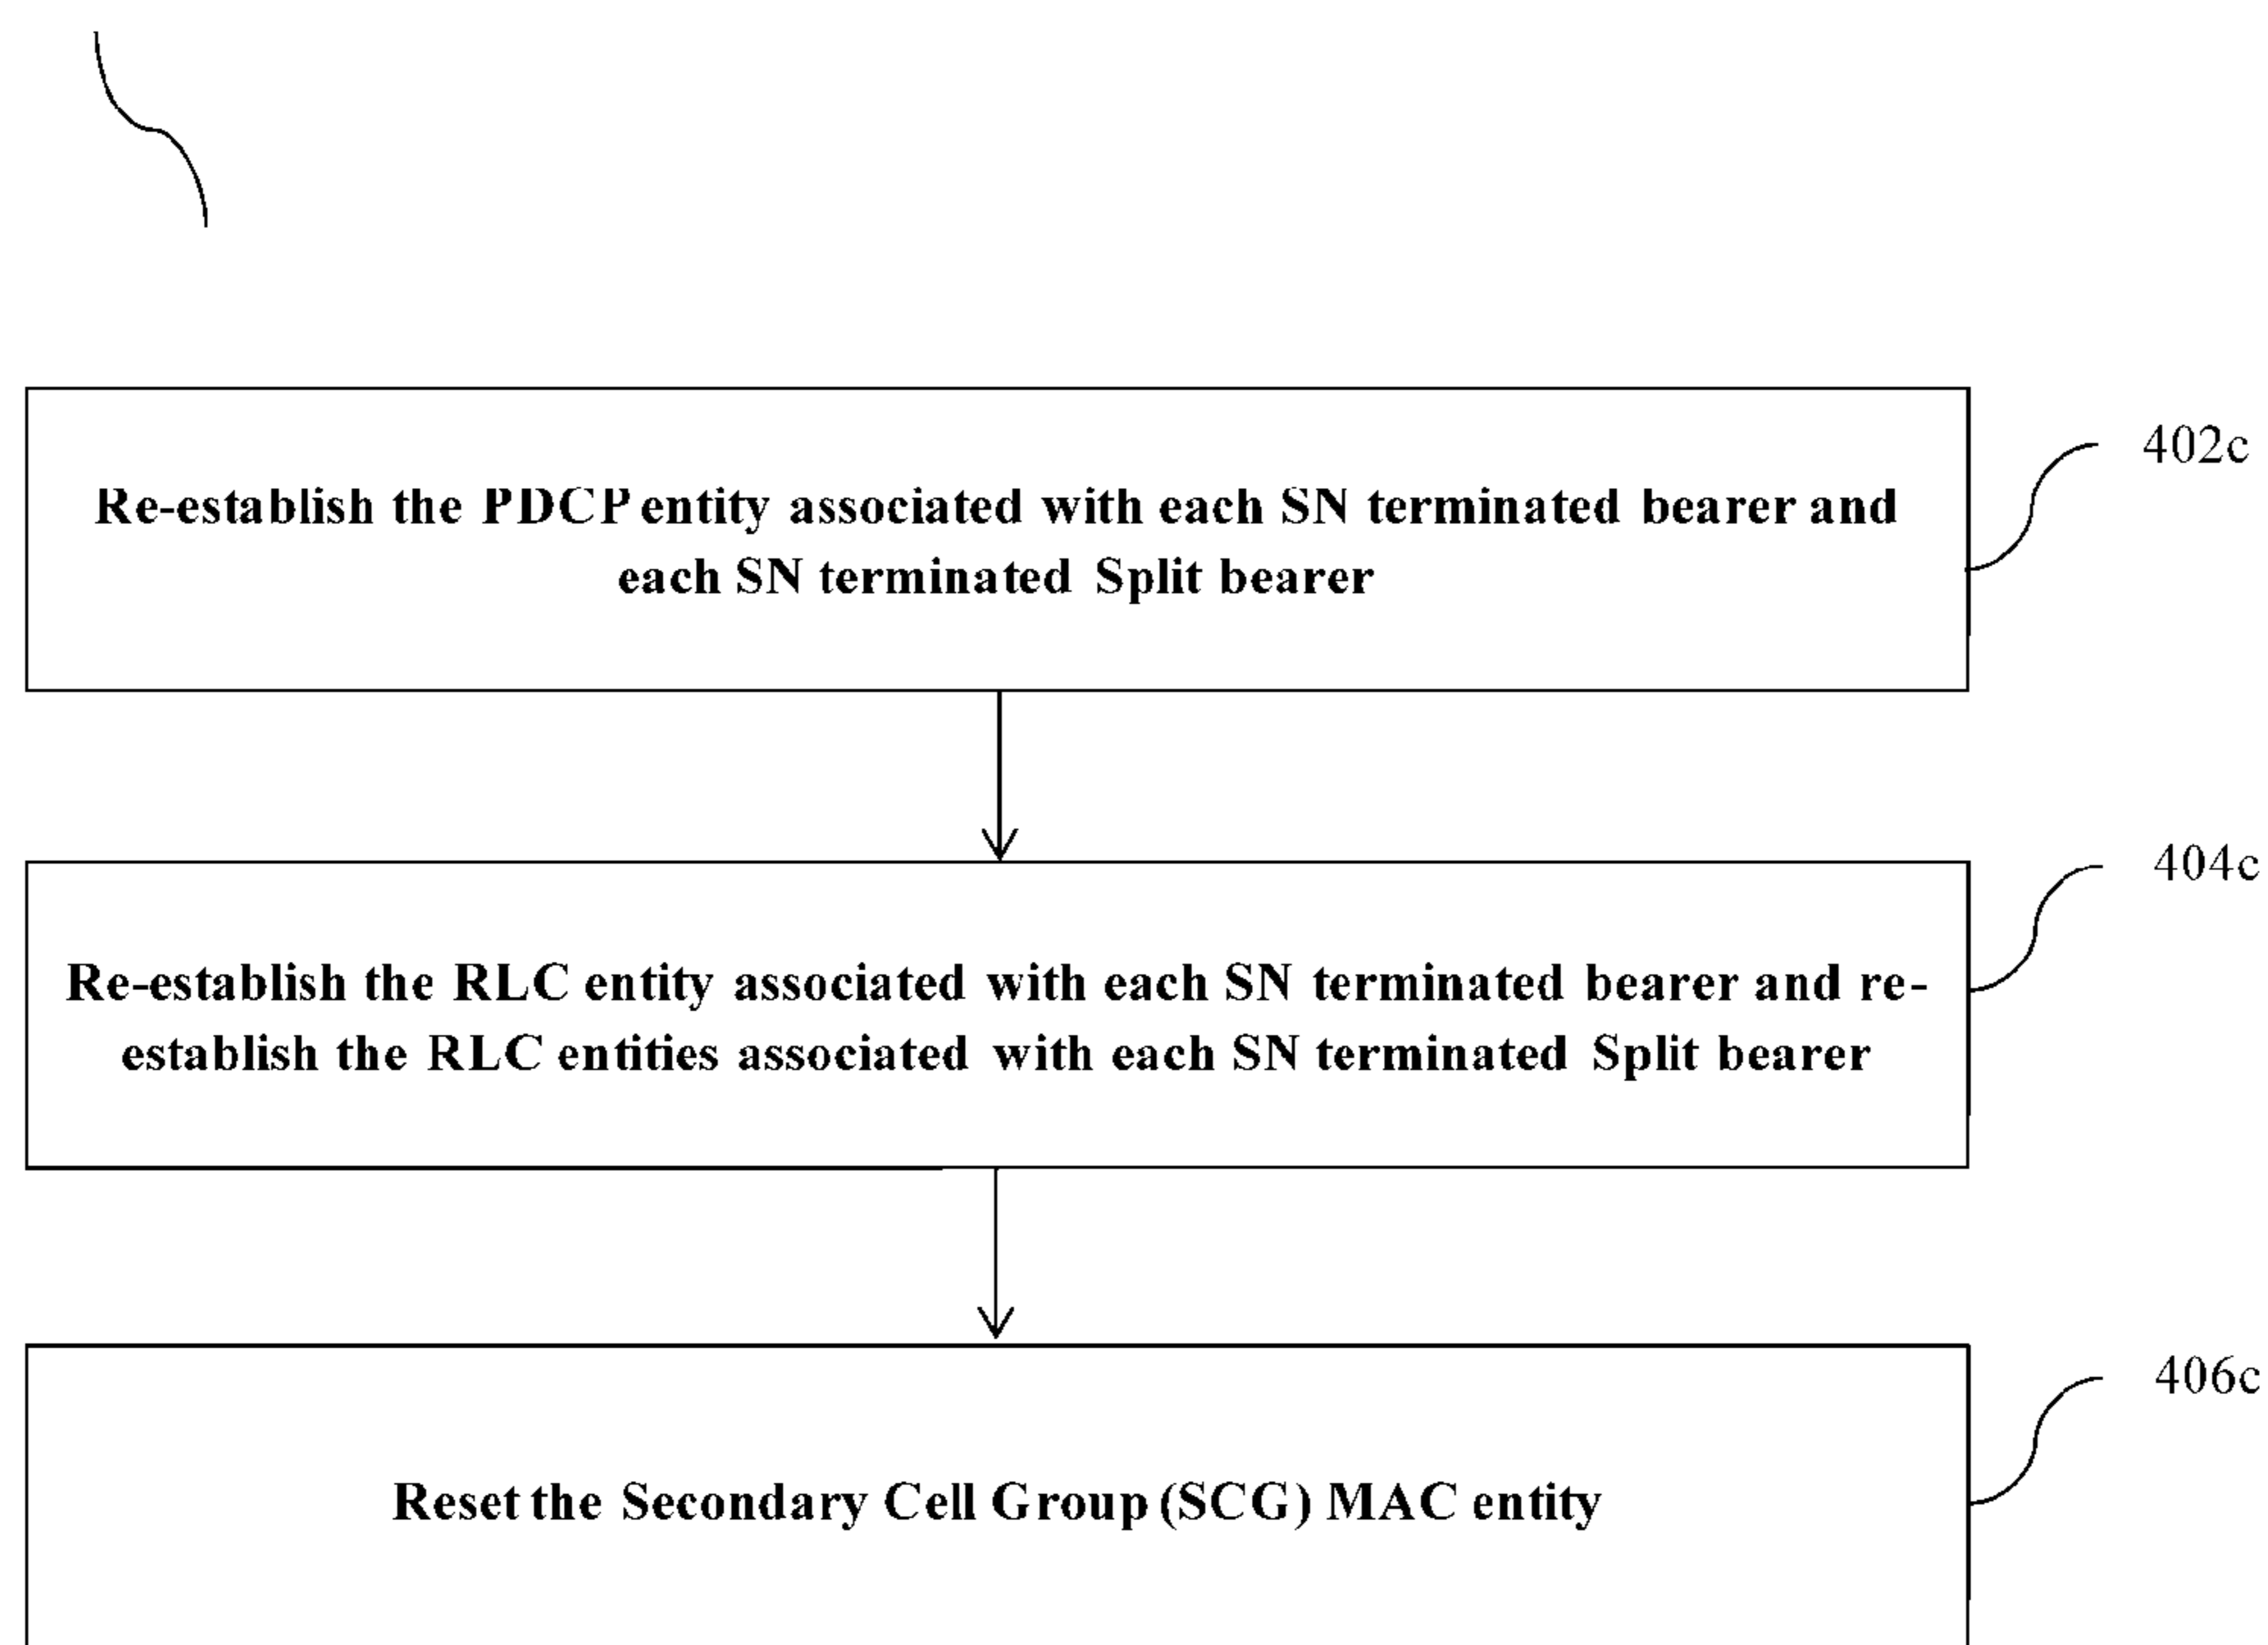 402c
Re-establish the PDCP entity associated with each SN terminated bearer and
each SN terminated Split bearer
404c
Re-establish the RLC entity associated with each SN terminated bearer and re-
establish the RLC entities associated with each SN terminated Split bearer
406c
Reset the Secondary Cell Group (SCG) MAC entity